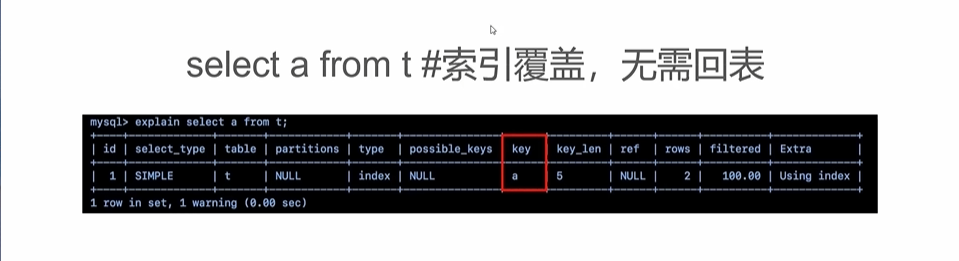 select a from t #索引覆盖，无需回表
mysql> explain select a from t;
+----+-------------+-------+------------+-------+---------------+------+---------+------+------+----------+-------------+
| id | select_type | table | partitions | type  | possible_keys | key  | key_len | ref  | rows | filtered | Extra       |
+----+-------------+-------+------------+-------+---------------+------+---------+------+------+----------+-------------+
|  1 | SIMPLE      | t     | NULL       | index | NULL          | a    | 5       | NULL |    2 |   100.00 | Using index |
+----+-------------+-------+------------+-------+---------------+------+---------+------+------+----------+-------------+
1 row in set, 1 warning (0.00 sec)